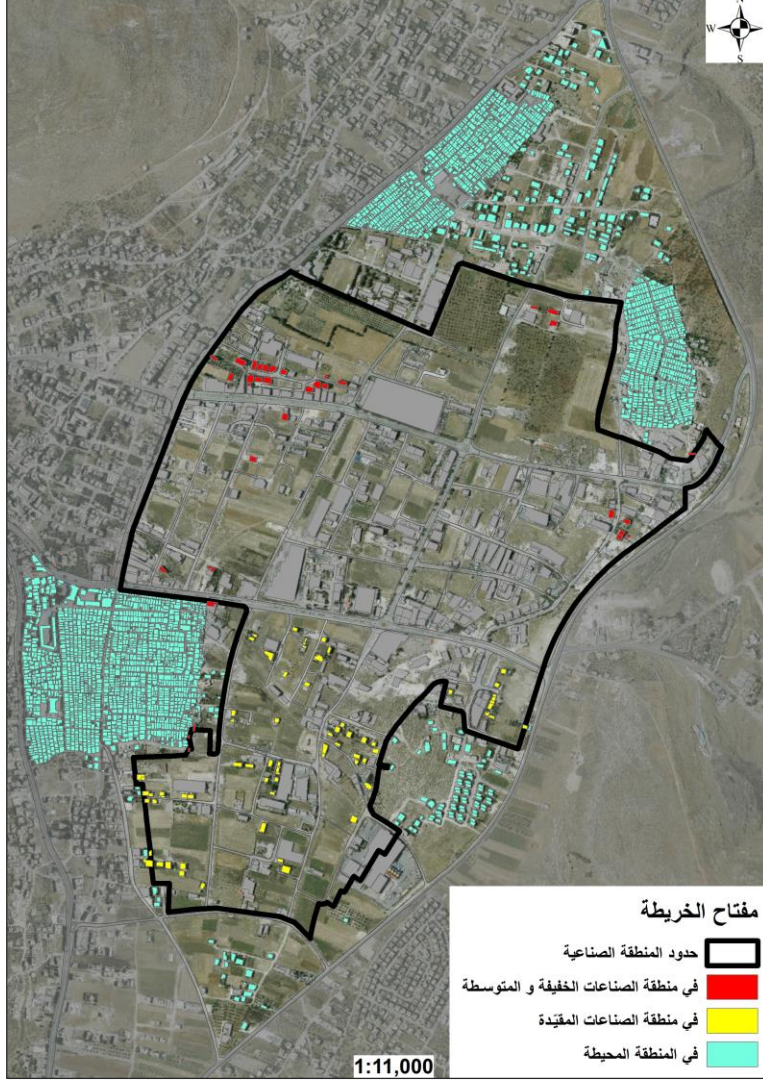 N
W
S
مفتاح الخريطة
حدود المنطقة الصناعية
في منطقة الصناعات الخفيفة و المتوسطة
في منطقة الصناعات المقيّدة
في المنطقة المحيطة
1:11,000